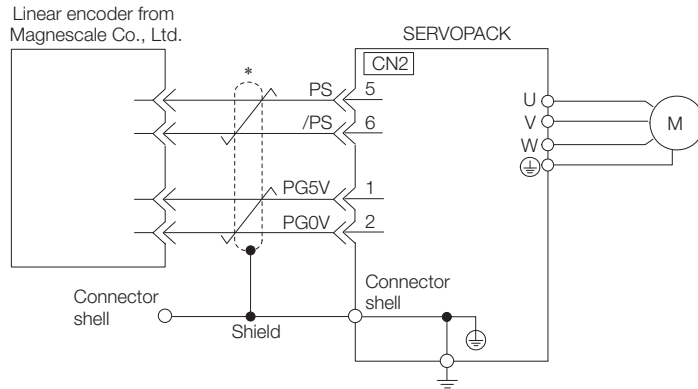 Linear encoder from
Magnescale Co., Ltd.
SERVOPACK
*
CN2
PS 5
/PS 6
PG5V 1
PG0V 2
U
V
W
M
Connector
shell
Shield
Connector
shell